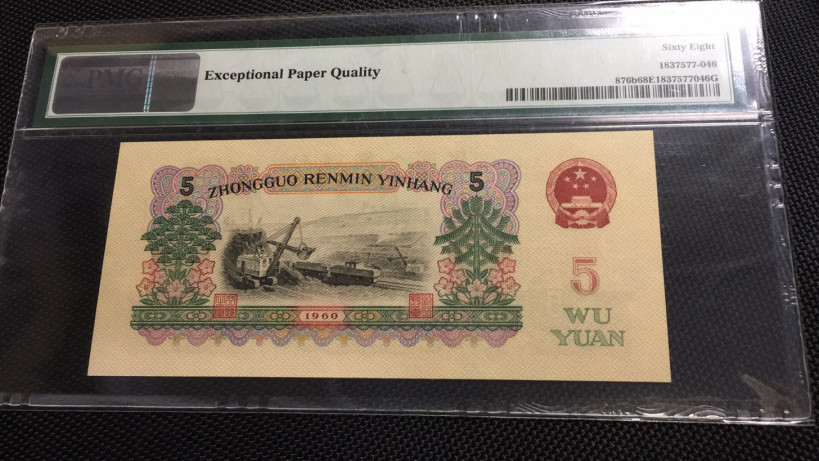 PMG
Exceptional Paper Quality
Sixty Eight
1837577-046
876b68E1837577046G
5 ZHONGGUO RENMIN YINHANG 5
1960
5
WU
YUAN